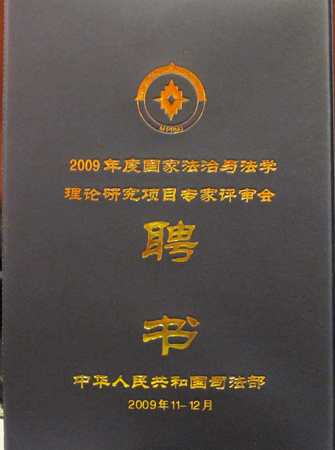 2009年度国家法治与法学
理论研究项目专家评审会
聘
书
中华人民共和国司法部
2009年11-12月